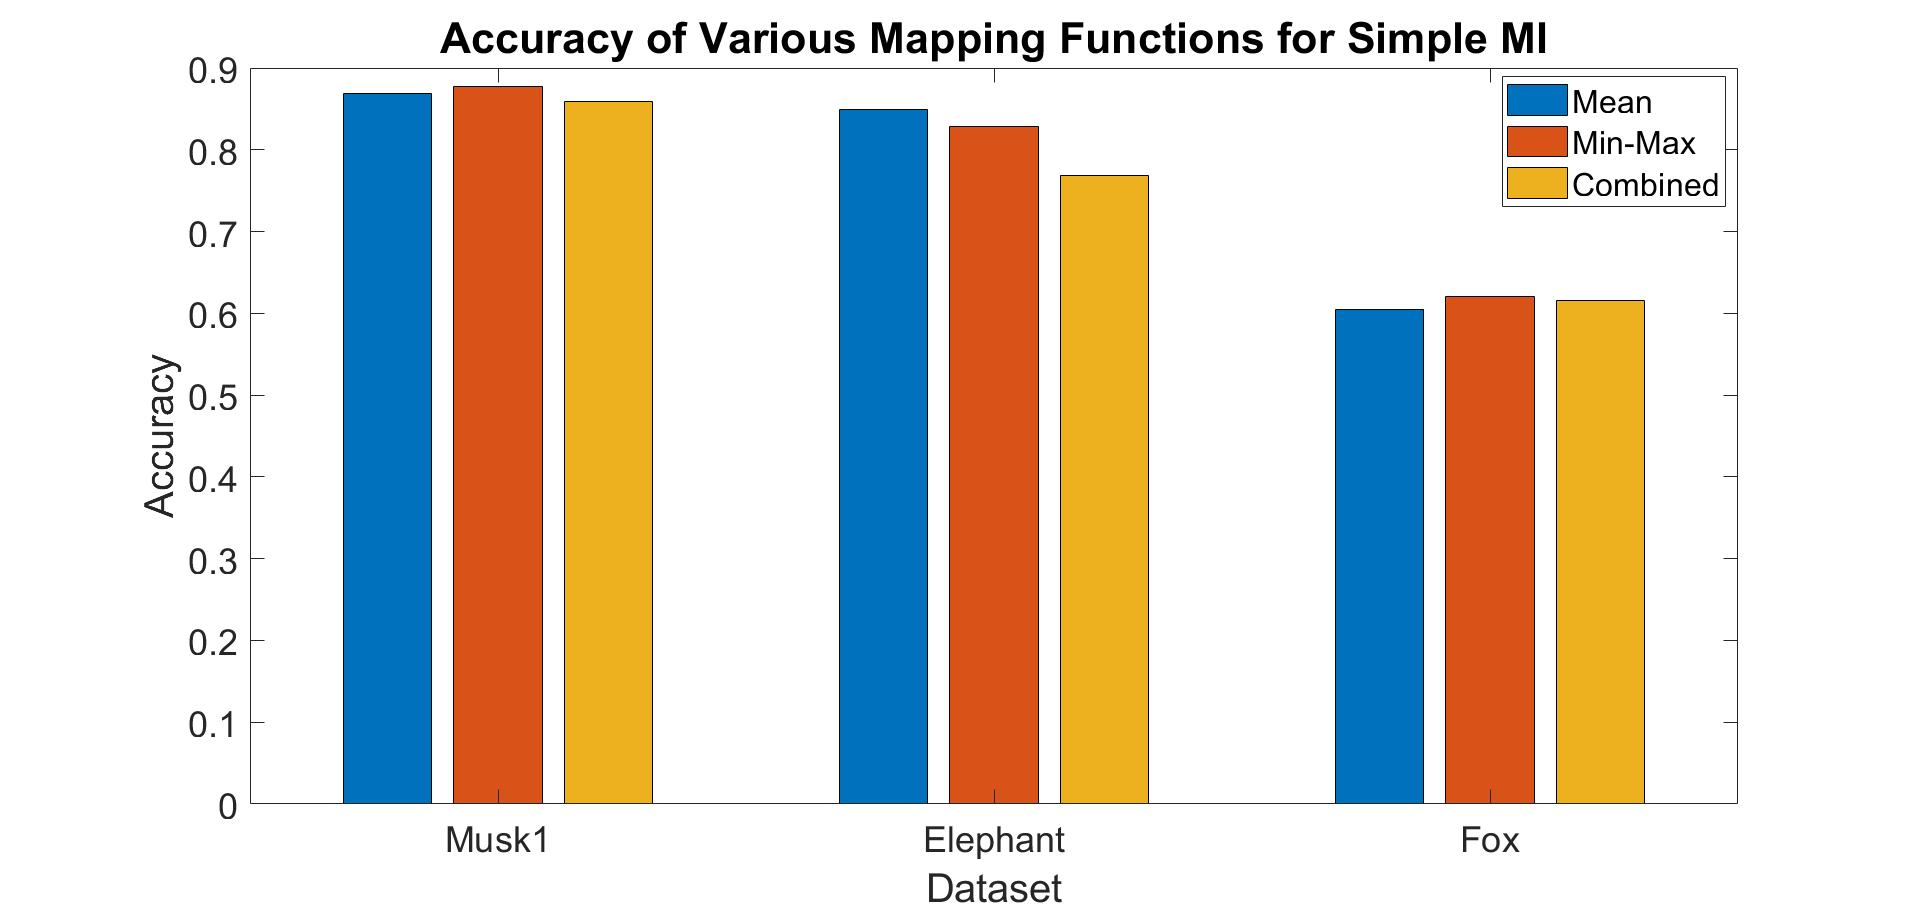 Accuracy of Various Mapping Functions for Simple MI
0.9
0.8
0.7
0.6
0.5
0.4
0.3
0.2
0.1
0
Accuracy
Mean
Min-Max
Combined
Musk1
Elephant
Fox
Dataset